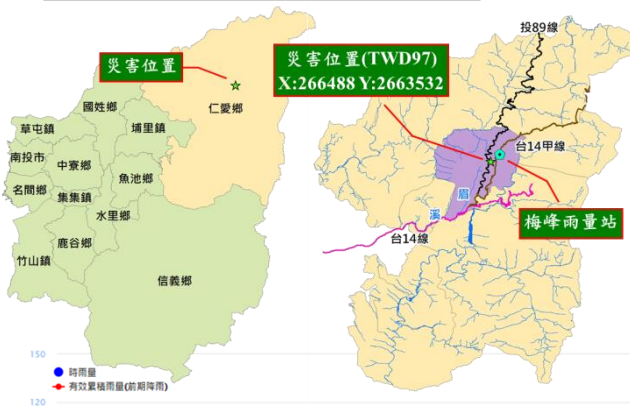 災害位置
國姓鄉
仁愛鄉
草屯鎮
埔里鎮
南投市
中寮鄉
魚池鄉
名間鄉
集集鎮
水里鄉
鹿谷鄉
竹山鎮
信義鄉
投89線
災害位置(TWD97)
X:266488 Y:2663532
台14甲線
眉
溪
梅峰雨量站
台14線
150
時雨量
有效累積雨量(前期降雨)
120